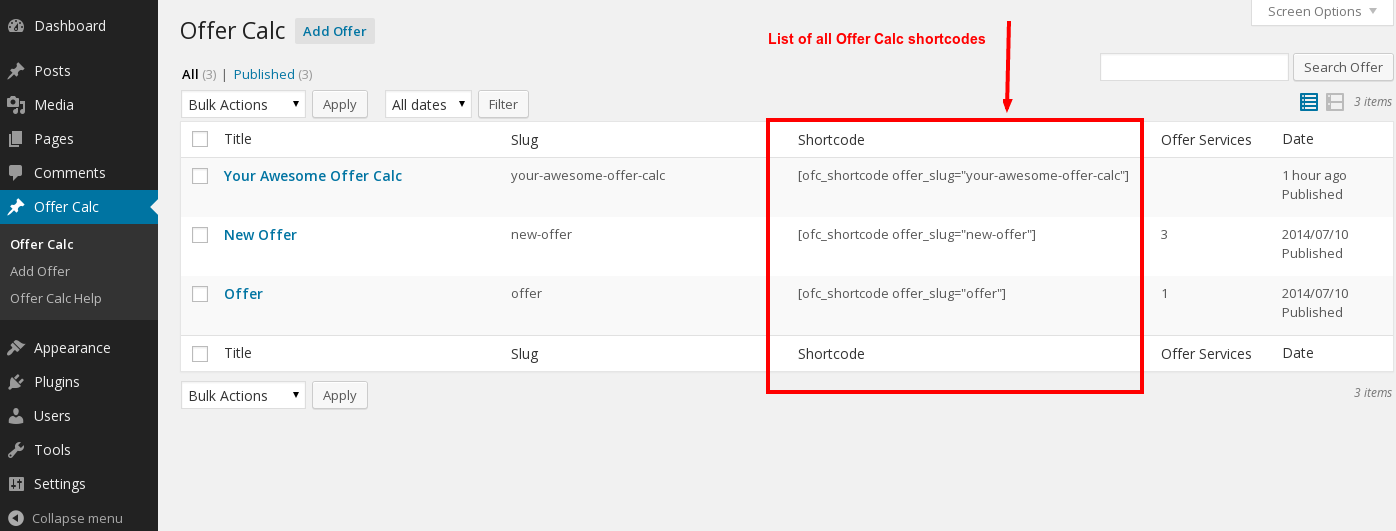 Dashboard
Posts
Media
Pages
Comments
Offer Calc
Offer Calc
Add Offer
Offer Calc Help
Appearance
Plugins
Users
Tools
Settings
Collapse menu
Screen Options
Offer Calc Add Offer
List of all Offer Calc shortcodes
All (3) | Published (3)
Search Offer
Bulk Actions Apply All dates Filter
3 items
Title Slug Shortcode Offer Services Date
Your Awesome Offer Calc your-awesome-offer-calc [ofc_shortcode offer_slug="your-awesome-offer-calc"] 1 hour ago
Published
New Offer new-offer [ofc_shortcode offer_slug="new-offer"] 3 2014/07/10
Published
Offer offer [ofc_shortcode offer_slug="offer"] 1 2014/07/10
Published
Title Slug Shortcode Offer Services Date
Bulk Actions Apply
3 items